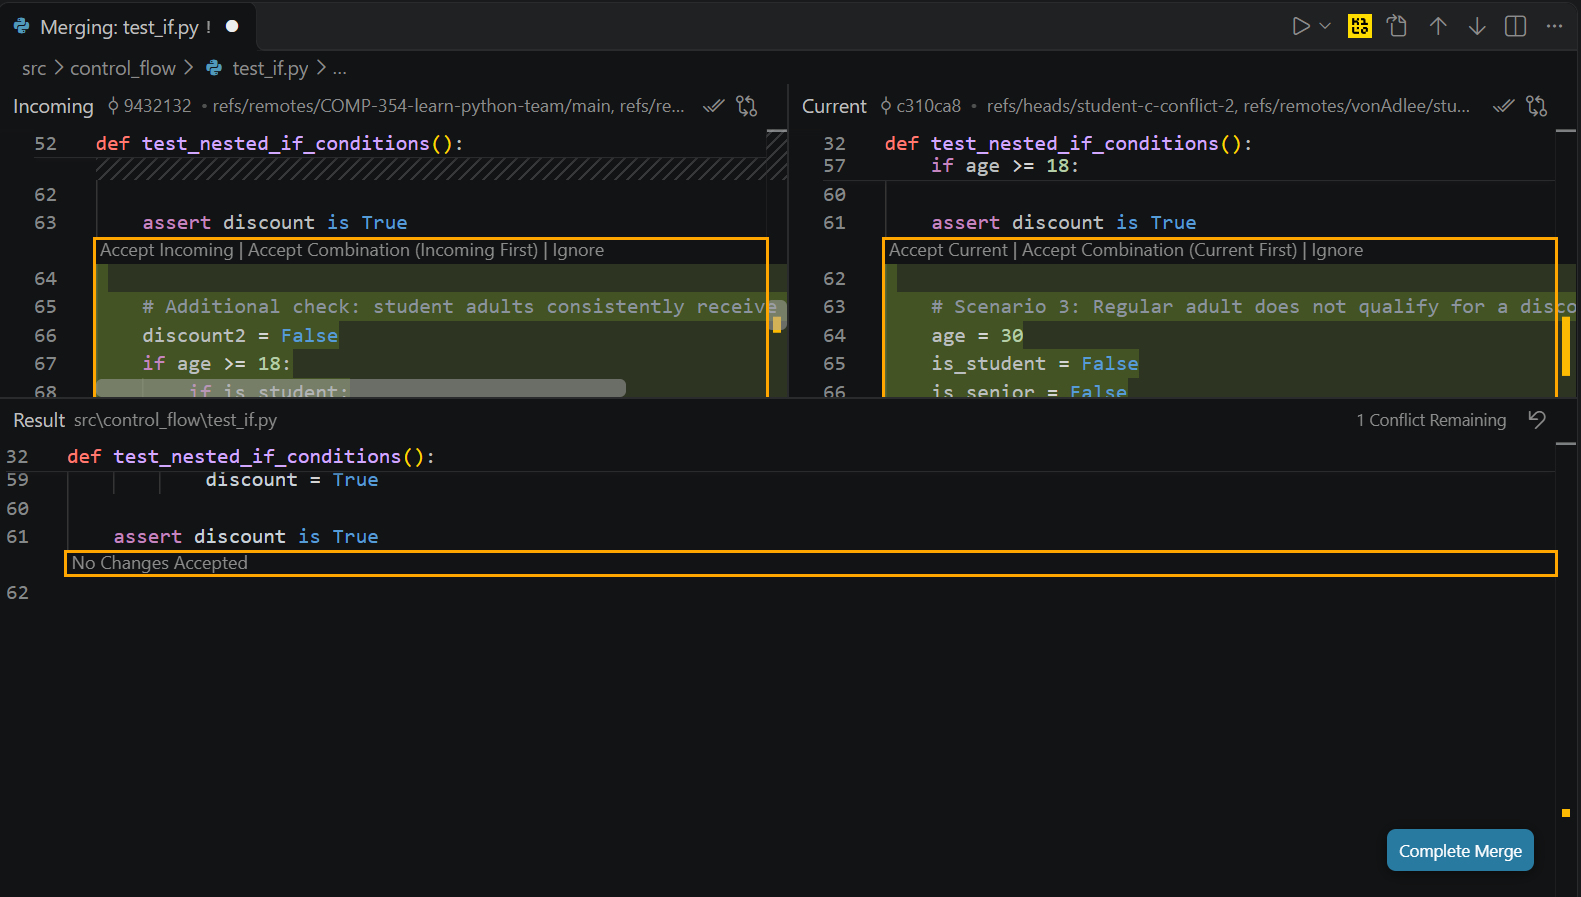 Merging: test_if.py !
src > control_flow > test_if.py > ...
Incoming 9432132 • refs/remotes/COMP-354-learn-python-team/main, refs/re...
52 def test_nested_if_conditions():
62
63 assert discount is True
Accept Incoming | Accept Combination (Incoming First) | Ignore
64
65 # Additional check: student adults consistently receive
66 discount2 = False
67 if age >= 18:
68 if is_student:
Current c310ca8 • refs/heads/student-c-conflict-2, refs/remotes/vonAdlee/stu...
32 def test_nested_if_conditions():
57 if age >= 18:
60
61 assert discount is True
Accept Current | Accept Combination (Current First) | Ignore
62
63 # Scenario 3: Regular adult does not qualify for a disco
64 age = 30
65 is_student = False
66 is_senior = False
Result src\control_flow\test_if.py
1 Conflict Remaining
32 def test_nested_if_conditions():
59 discount = True
60
61 assert discount is True
No Changes Accepted
62
Complete Merge